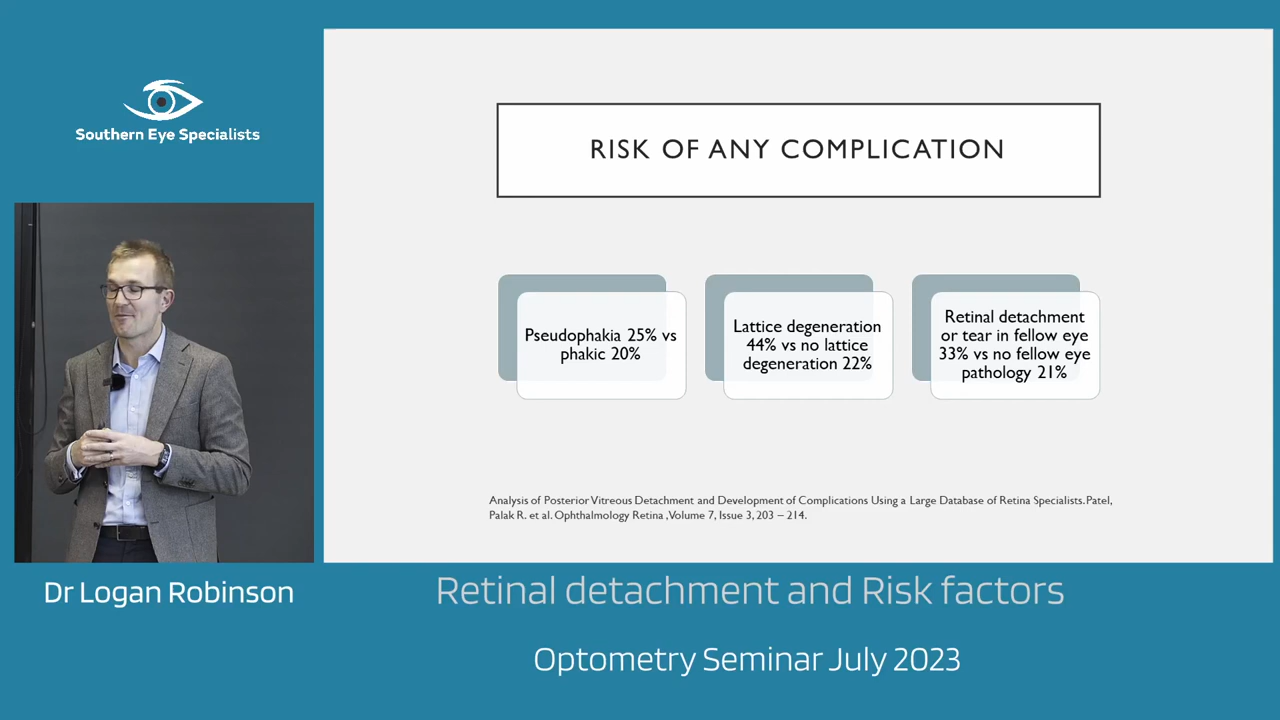 Southern Eye Specialists
RISK OF ANY COMPLICATION
Pseudophakia 25% vs
phakic 20%
Lattice degeneration
44% vs no lattice
degeneration 22%
Retinal detachment
or tear in fellow eye
33% vs no fellow eye
pathology 21%
Analysis of Posterior Vitreous Detachment and Development of Complications Using a Large Database of Retina Specialists. Patel,
Palak R. et al. Ophthalmology Retina , Volume 7, Issue 3, 203 – 214.
Dr Logan Robinson
Retinal detachment and Risk factors
Optometry Seminar July 2023